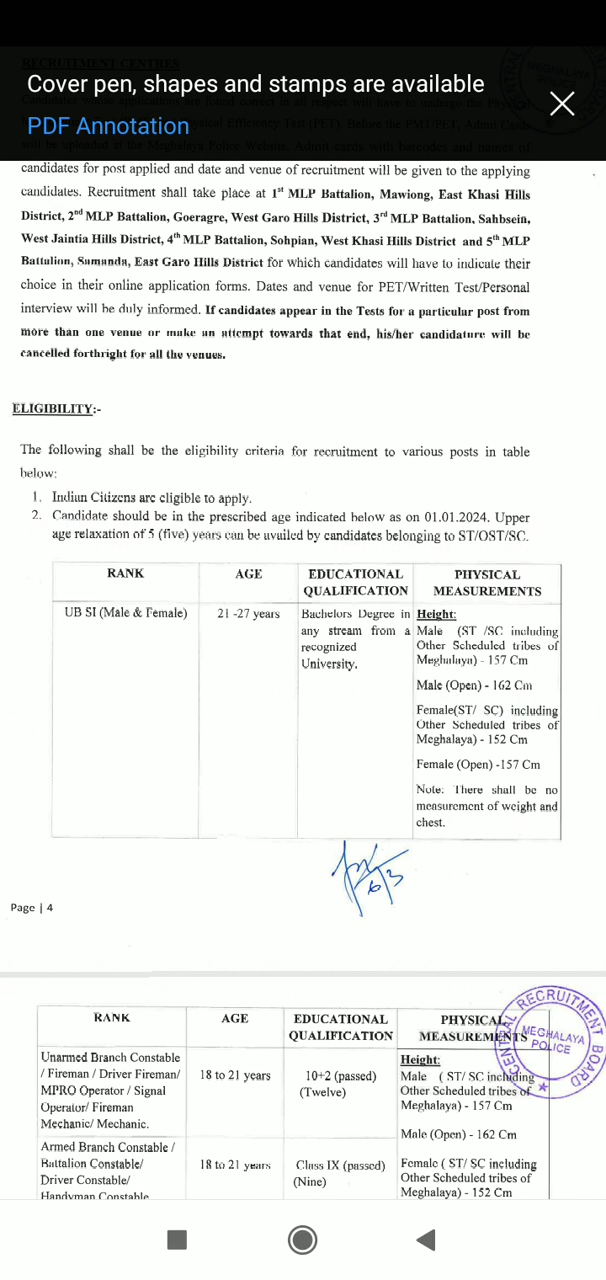 RECRUITMENT CENTRES
Cover pen, shapes and stamps are available
PDF Annotation
candidates for post applied and date and venue of recruitment will be given to the applying
candidates. Recruitment shall take place at 1st MLP Battalion, Mawiong, East Khasi Hills
District, 2nd MLP Battalion, Goeragre, West Garo Hills District, 3rd MLP Battalion, Sahbsein,
West Jaintia Hills District, 4th MLP Battalion, Sohpian, West Khasi Hills District and 5th MLP
Battalion, Samanda, East Garo Hills District for which candidates will have to indicate their
choice in their online application forms. Dates and venue for PET/Written Test/Personal
interview will be duly informed. If candidates appear in the Tests for a particular post from
more than one venue or make an attempt towards that end, his/her candidature will be
cancelled forthright for all the venues.
ELIGIBILITY:-
The following shall be the eligibility criteria for recruitment to various posts in table
below:
1. Indian Citizens are eligible to apply.
2. Candidate should be in the prescribed age indicated below as on 01.01.2024. Upper
age relaxation of 5 (five) years can be availed by candidates belonging to ST/OST/SC.
RANK AGE EDUCATIONAL QUALIFICATION PHYSICAL MEASUREMENTS
UB SI (Male & Female) 21 -27 years Bachelors Degree in Height:
any stream from a Male (ST /SC including
recognized Other Scheduled tribes of
University. Meghalaya) - 157 Cm
Male (Open) - 162 Cm
Female(ST/ SC) including
Other Scheduled tribes of
Meghalaya) - 152 Cm
Female (Open) -157 Cm
Note: There shall be no
measurement of weight and
chest.
6/3
Page | 4
RANK AGE EDUCATIONAL QUALIFICATION PHYSICAL MEASUREMENTS
CENTRAL RECRUITMENT BOARD
MEGHALAYA
POLICE
Unarmed Branch Constable Height:
/ Fireman / Driver Fireman/ 18 to 21 years 10+2 (passed) Male ( ST/ SC including
MPRO Operator / Signal (Twelve) Other Scheduled tribes of
Operator/ Fireman Meghalaya) - 157 Cm
Mechanic/ Mechanic.
Male (Open) - 162 Cm
Armed Branch Constable /
Battalion Constable/ 18 to 21 years Class IX (passed) Female ( ST/ SC including
Driver Constable/ (Nine) Other Scheduled tribes of
Handyman Constable Meghalaya) - 152 Cm